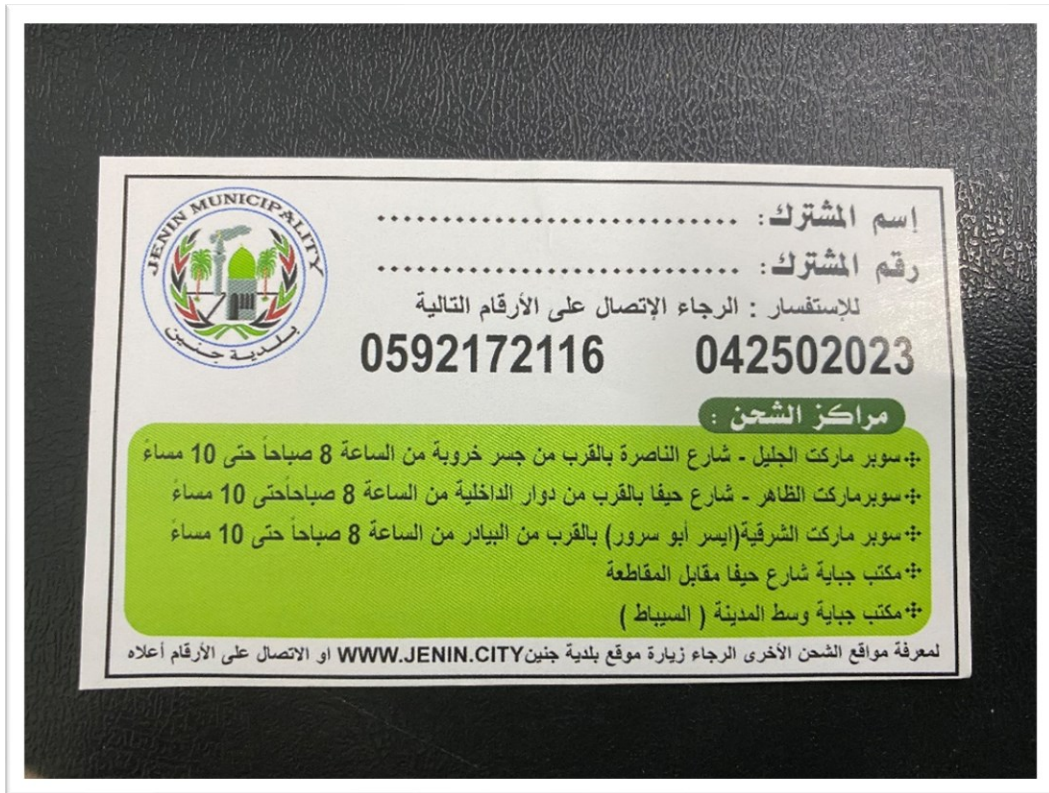 JENIN MUNICIPALITY
بلدية جنين
إسم المشترك: ............................
رقم المشترك: ............................
للإستفسار : الرجاء الإتصال على الأرقام التالية
042502023 0592172116
مراكز الشحن :
سوبر ماركت الجليل - شارع الناصرة بالقرب من جسر خروبة من الساعة 8 صباحاً حتى 10 مساءً
سوبرماركت الظاهر - شارع حيفا بالقرب من دوار الداخلية من الساعة 8 صباحاًحتى 10 مساءً
سوبر ماركت الشرقية(ايسر أبو سرور) بالقرب من البيادر من الساعة 8 صباحاً حتى 10 مساءً
مكتب جباية شارع حيفا مقابل المقاطعة
مكتب جباية وسط المدينة ( السيباط )
لمعرفة مواقع الشحن الأخرى الرجاء زيارة موقع بلدية جنين WWW.JENIN.CITY او الاتصال على الأرقام أعلاه